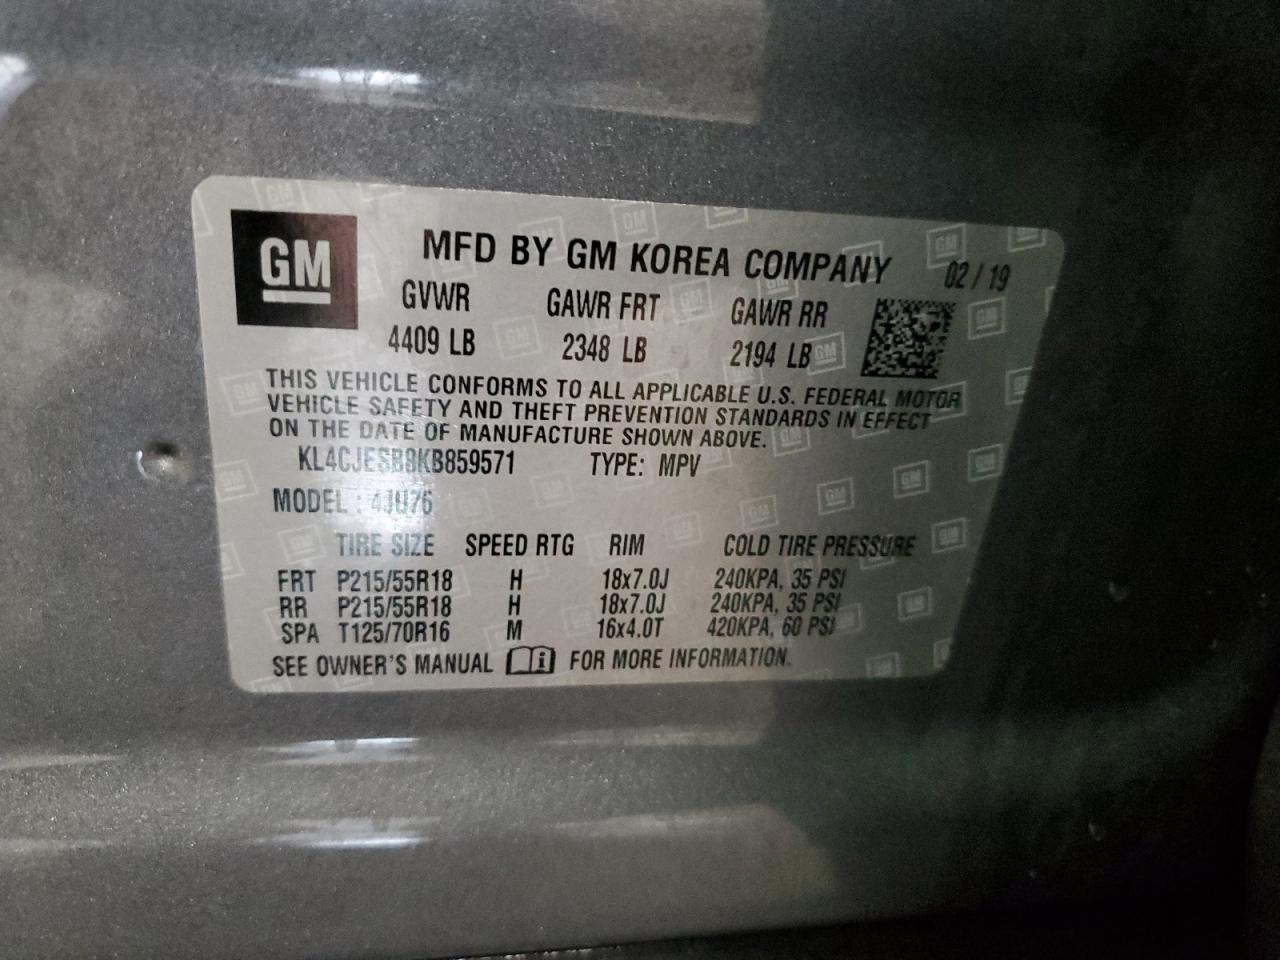 GM
MFD BY GM KOREA COMPANY 02 / 19
GVWR GAWR FRT GAWR RR
4409 LB 2348 LB 2194 LB
THIS VEHICLE CONFORMS TO ALL APPLICABLE U.S. FEDERAL MOTOR
VEHICLE SAFETY AND THEFT PREVENTION STANDARDS IN EFFECT
ON THE DATE OF MANUFACTURE SHOWN ABOVE.
KL4CJESB8KB859571 TYPE: MPV
MODEL : 4JU76
TIRE SIZE SPEED RTG RIM COLD TIRE PRESSURE
FRT P215/55R18 H 18x7.0J 240KPA, 35 PSI
RR P215/55R18 H 18x7.0J 240KPA, 35 PSI
SPA T125/70R16 M 16x4.0T 420KPA, 60 PSI
SEE OWNER'S MANUAL FOR MORE INFORMATION.